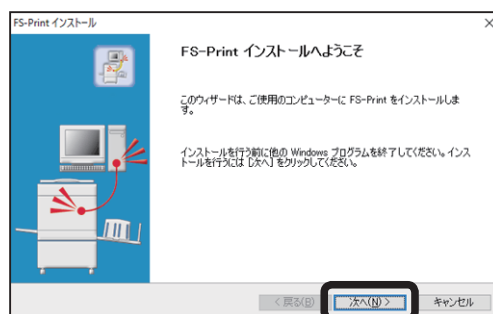 FS-Print インストール
FS-Print インストールへようこそ
このウィザードは、ご使用のコンピューターに FS-Print をインストールしま
す。
インストールを行う前に他の Windows プログラムを終了してください。インス
トールを行うには [次へ] をクリックしてください。
< 戻る(B) 次へ(N) > キャンセル